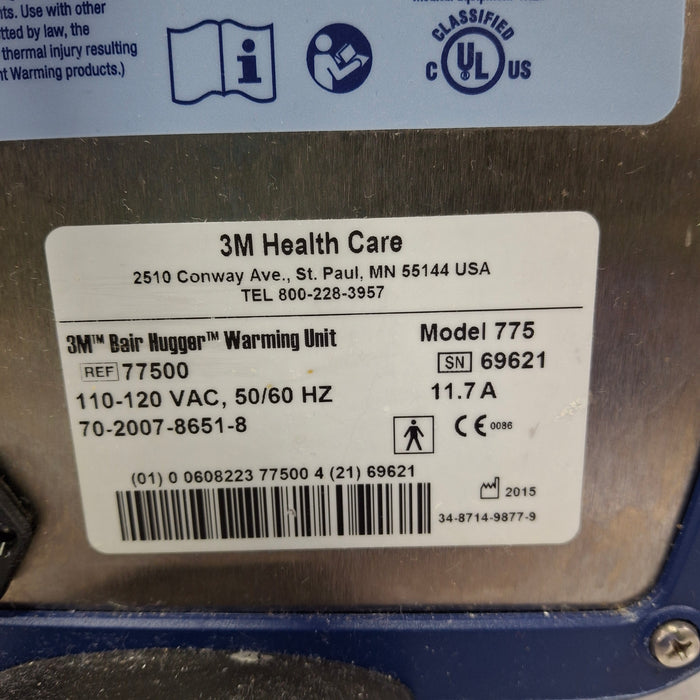 nts. Use with other
tted by law, the
thermal injury resulting
nt Warming products.)
CLASSIFIED
C UL US
3M Health Care
2510 Conway Ave., St. Paul, MN 55144 USA
TEL 800-228-3957
3M™ Bair Hugger™ Warming Unit
Model 775
REF 77500
SN 69621
110-120 VAC, 50/60 HZ
11.7 A
70-2007-8651-8
CE 0086
(01) 0 0608223 77500 4 (21) 69621
2015
34-8714-9877-9